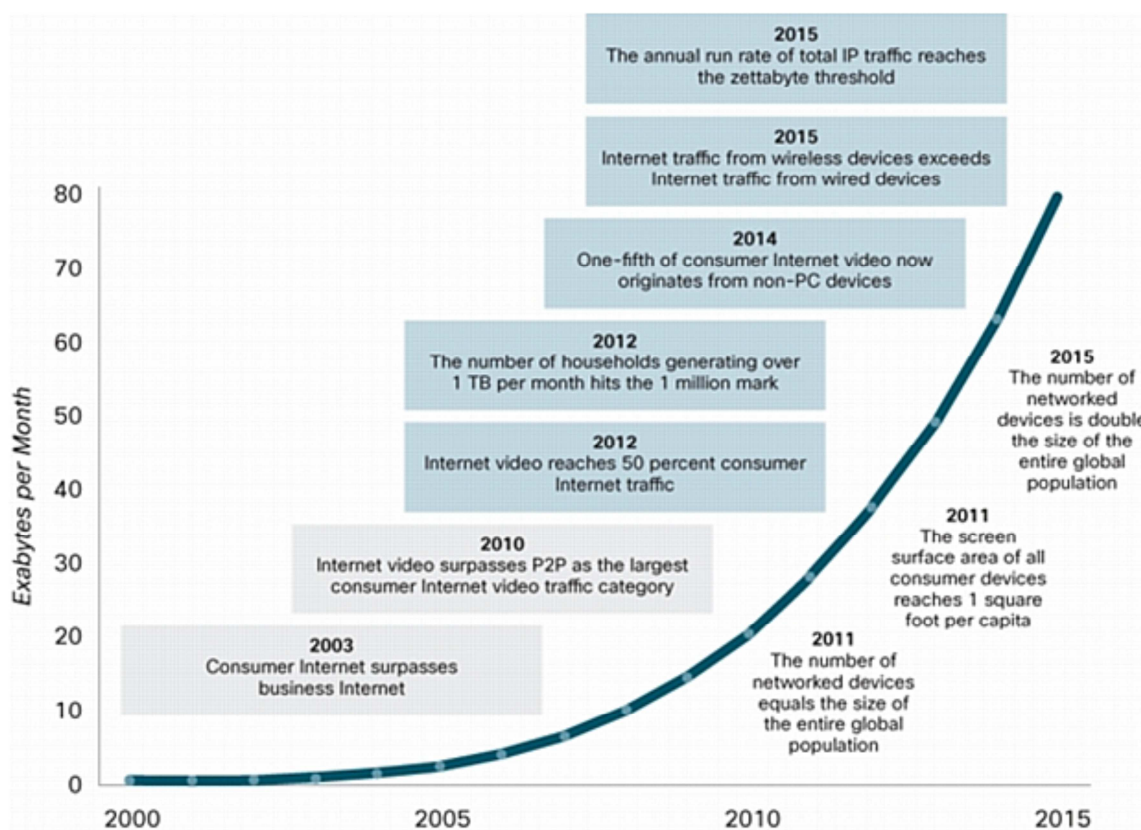 2015
The annual run rate of total IP traffic reaches
the zettabyte threshold
2015
Internet traffic from wireless devices exceeds
Internet traffic from wired devices
2014
One-fifth of consumer Internet video now
originates from non-PC devices
2012
The number of households generating over
1 TB per month hits the 1 million mark
2012
Internet video reaches 50 percent consumer
Internet traffic
2010
Internet video surpasses P2P as the largest
consumer Internet video traffic category
2003
Consumer Internet surpasses
business Internet
2015
The number of
networked
devices is double
the size of the
entire global
population
2011
The screen
surface area of all
consumer devices
reaches 1 square
foot per capita
2011
The number of
networked devices
equals the size of
the entire global
population
Exabytes per Month
80
70
60
50
40
30
20
10
0
2000
2005
2010
2015